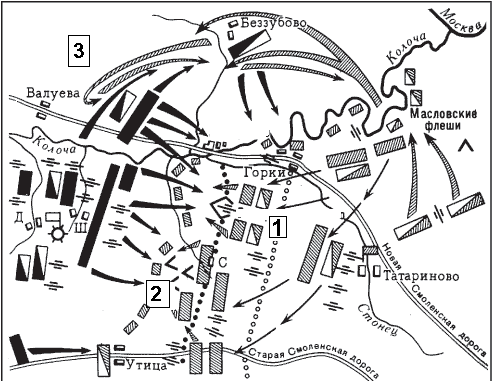 Москва
Беззубово
3
Колоча
Валуева
Масловские
флеши
Колоча
Горки
Д
Ш
1
С
Татариново
2
Стонец
Новая Смоленская дорога
Утица
Старая Смоленская дорога